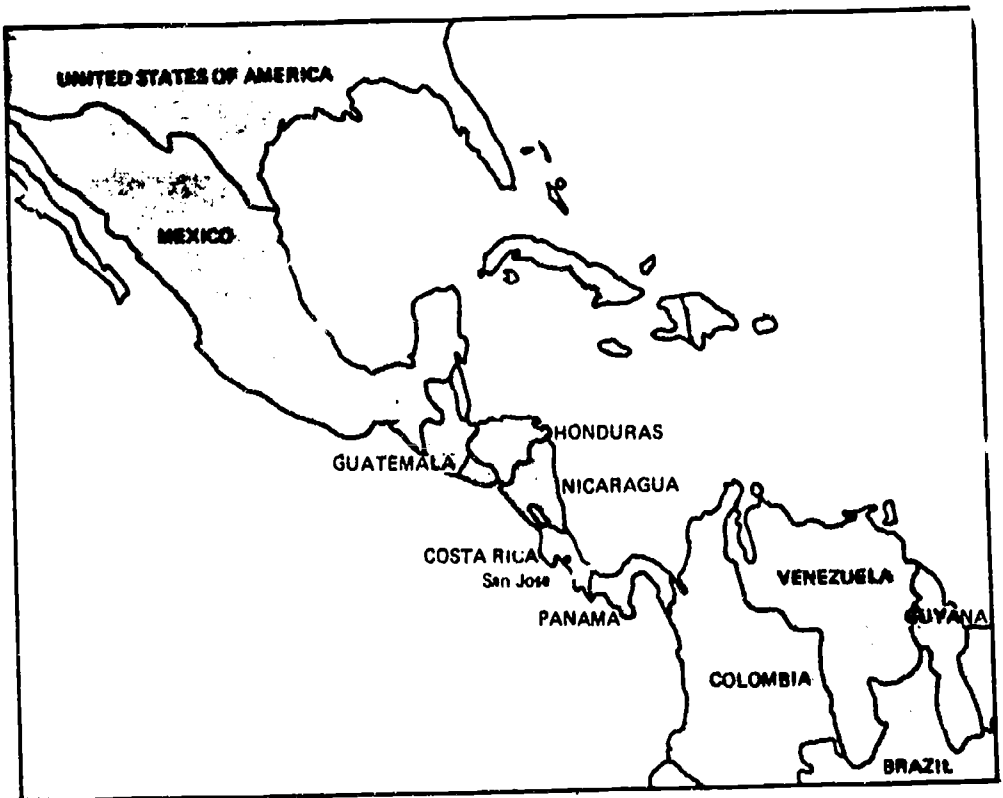 UNITED STATES OF AMERICA
MEXICO
HONDURAS
GUATEMALA
NICARAGUA
COSTA RICA
San Jose
VENEZUELA
PANAMA
GUYANA
COLOMBIA
BRAZIL